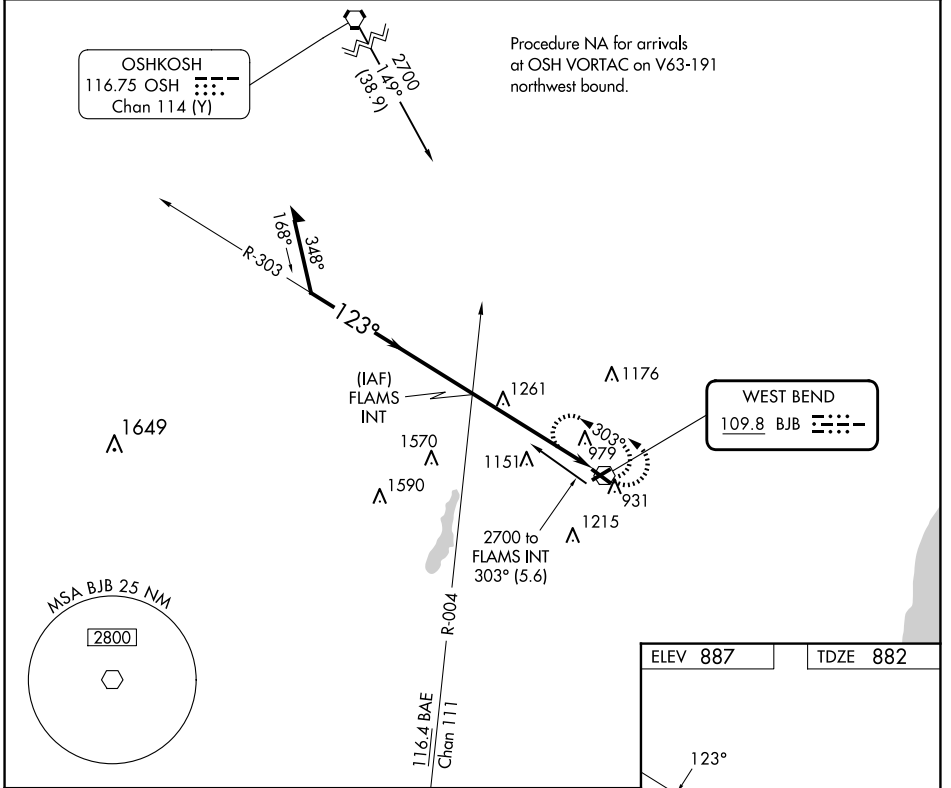 OSHKOSH
116.75 OSH
Chan 114 (Y)
2700
149°
(38.9)
Procedure NA for arrivals
at OSH VORTAC on V63-191
northwest bound.
R-303
168°
348°
123°
(IAF)
FLAMS
INT
1261
1176
WEST BEND
109.8 BJB
1649
1570
1590
1151
303°
979
931
1215
2700 to
FLAMS INT
303° (5.6)
MSA BJB 25 NM
2800
R-004
116.4 BAE
Chan 111
ELEV 887
TDZE 882
123°